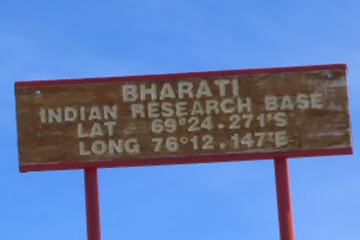 BHARATI
INDIAN RESEARCH BASE
LAT 69°24.271'S
LONG 76°12.147'E